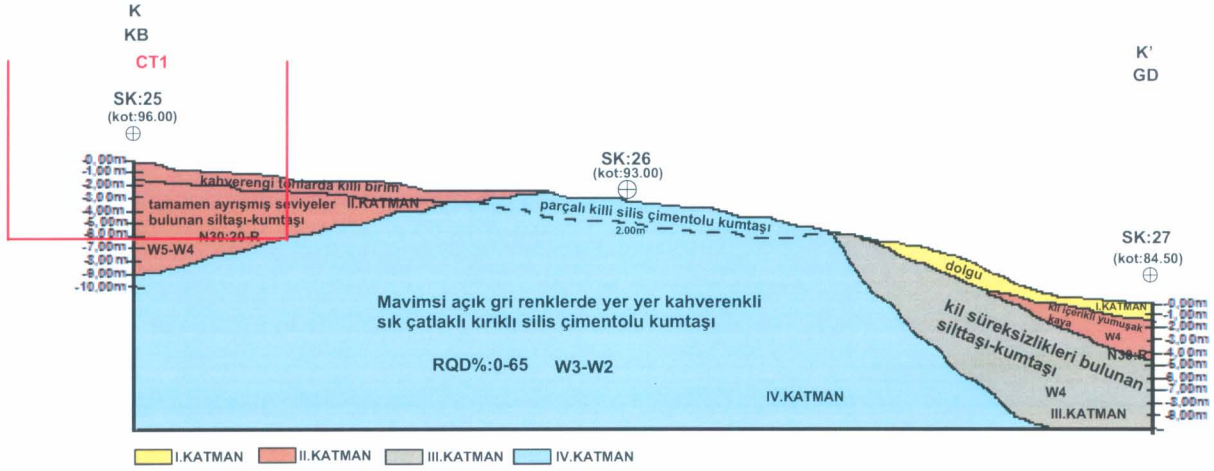 K
KB
CT1
SK:25
(kot:96.00)
K'
GD
SK:26
(kot:93.00)
SK:27
(kot:84.50)
-0,00m
-1,00m
-2,00m
-3,00m
-4,00m
-5,00m
-6,00m
-7,00m
-8,00m
-9,00m
-10,00m
kahverengi tonlarda killi birim
tamamen ayrışmış seviyeler
bulunan siltaşı-kumtaşı
II.KATMAN
N30:20-R
W5-W4
parçalı killi silis çimentolu kumtaşı
2.00m
Mavimsi açık gri renklerde yer yer kahverenkli
sık çatlaklı kırıklı silis çimentolu kumtaşı
RQD%:0-65 W3-W2
IV.KATMAN
dolgu
I.KATMAN
kil içerikli yumuşak
kaya
W4
N38:R
kil süreksizlikleri bulunan
silttaşı-kumtaşı
W4
III.KATMAN
-0,00m
-1,00m
-2,00m
-3,00m
-4,00m
-5,00m
-6,00m
-7,00m
-8,00m
-9,00m
I.KATMAN
II.KATMAN
III.KATMAN
IV.KATMAN